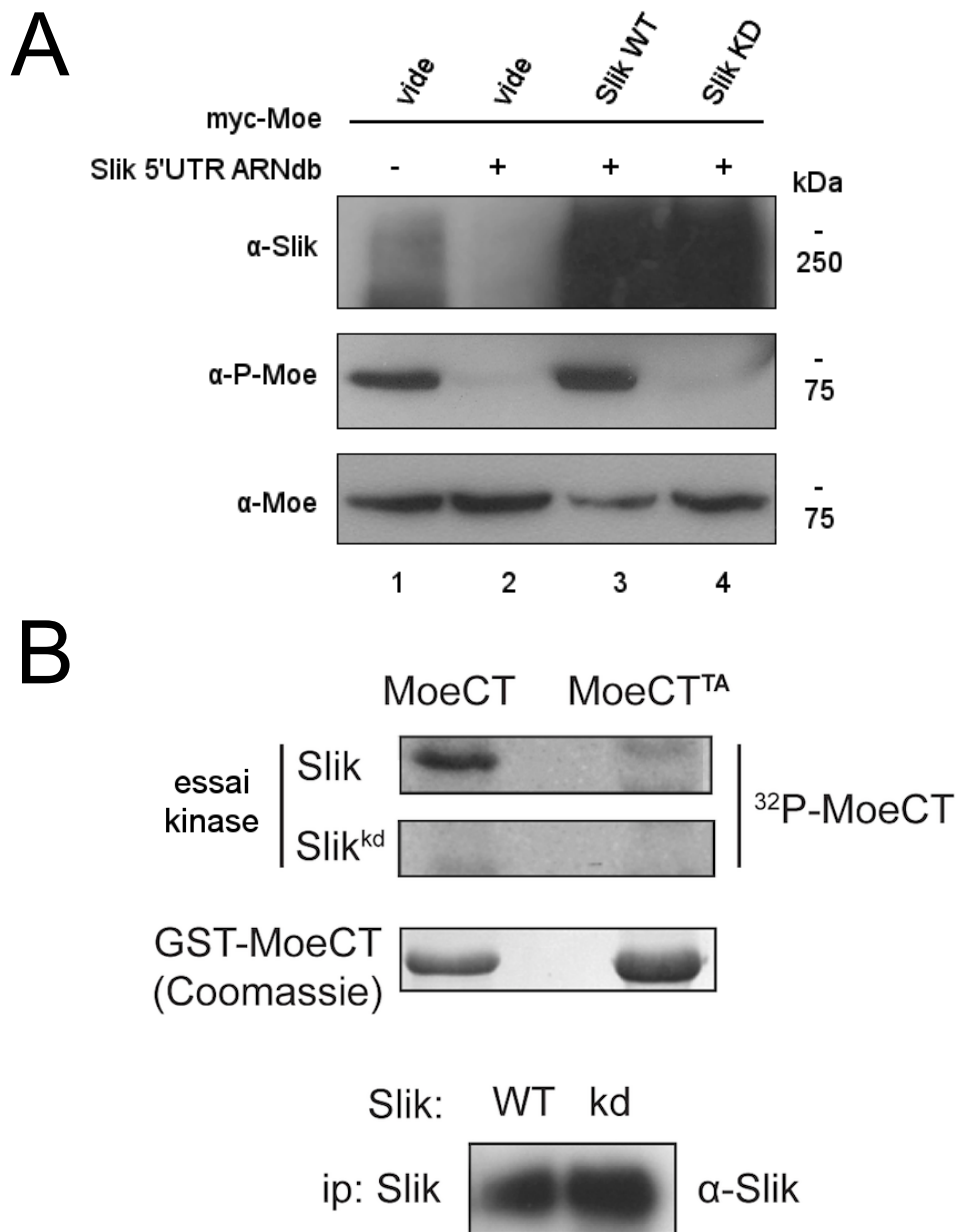 A
vide vide Slik WT Slik KD
myc-Moe
Slik 5'UTR ARNdb - + + +
kDa
α-Slik
-
250
α-P-Moe
-
75
α-Moe
-
75
1 2 3 4
B
MoeCT MoeCTᵀᴬ
essai
kinase
Slik
Slikᵏᵈ
³²P-MoeCT
GST-MoeCT
(Coomassie)
Slik: WT kd
ip: Slik α-Slik